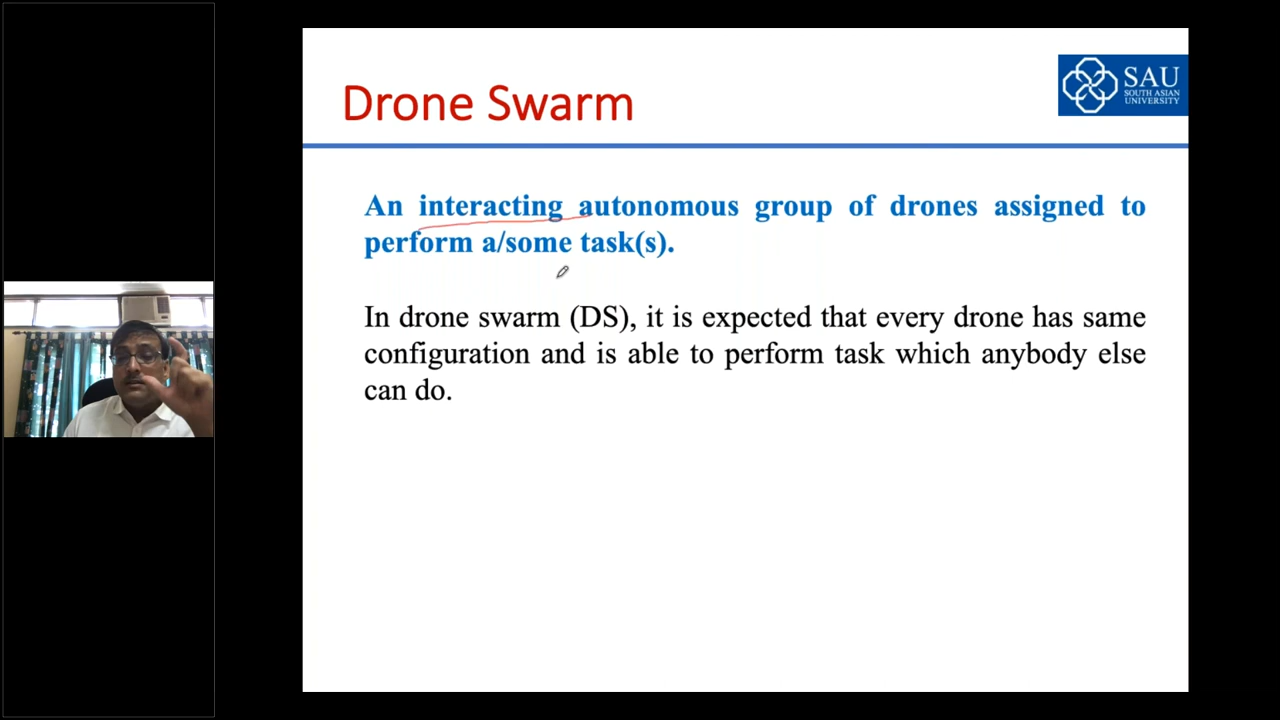 Drone Swarm
SAU
SOUTH ASIAN
UNIVERSITY
An interacting autonomous group of drones assigned to
perform a/some task(s).
In drone swarm (DS), it is expected that every drone has same
configuration and is able to perform task which anybody else
can do.